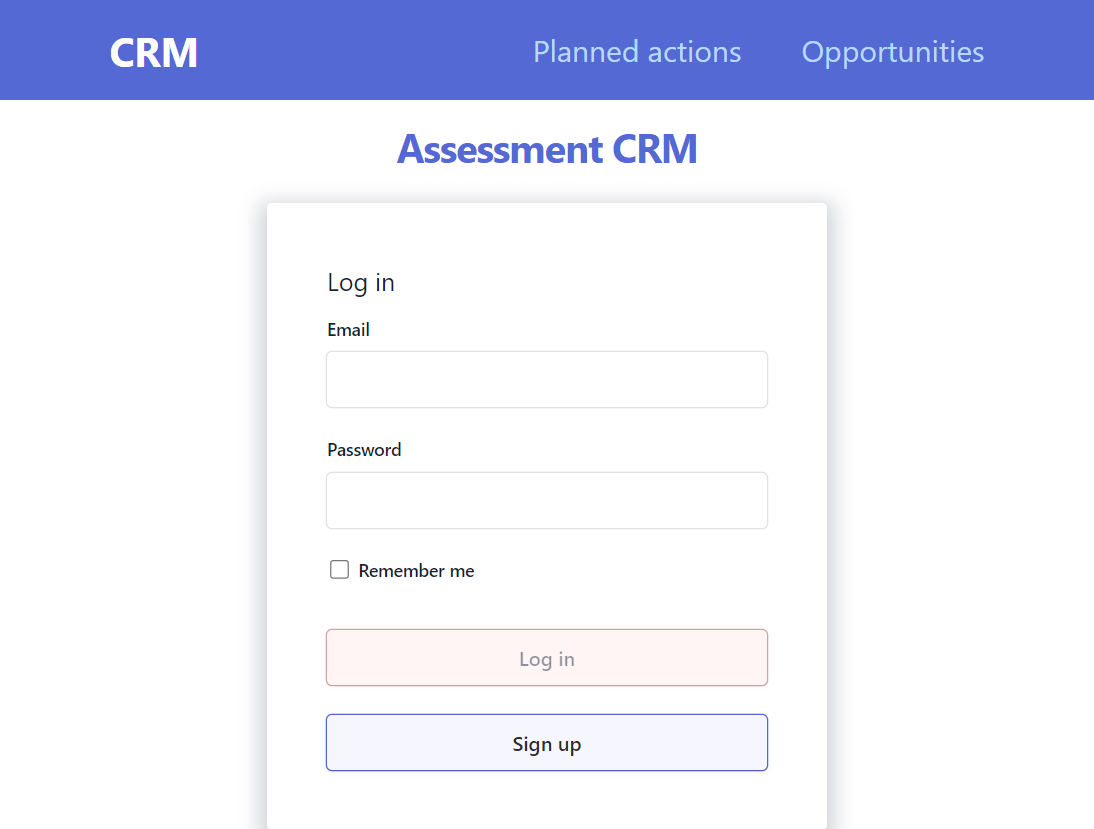 CRM Planned actions Opportunities
Assessment CRM
Log in
Email
Password
Remember me
Log in
Sign up